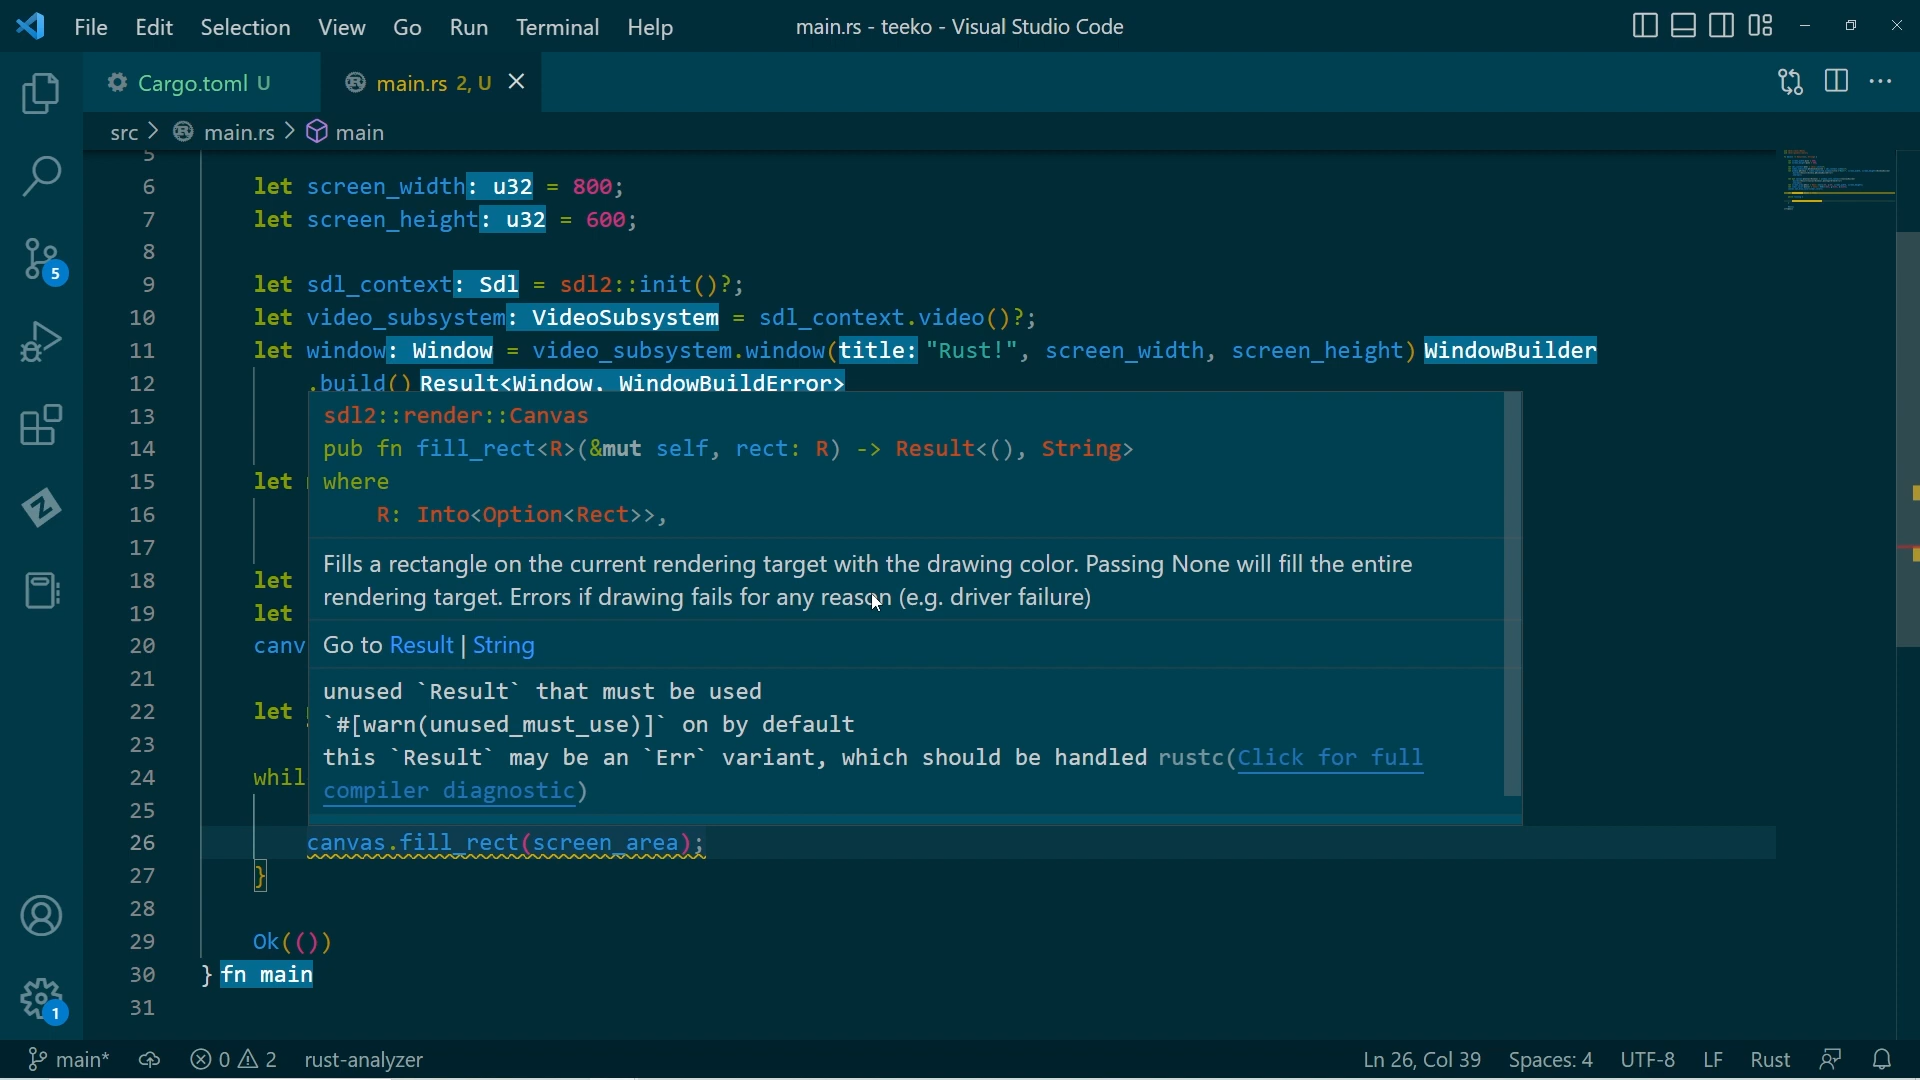 File Edit Selection View Go Run Terminal Help main.rs - teeko - Visual Studio Code
Cargo.toml U main.rs 2, U
src > main.rs > main
5
6 let screen_width: u32 = 800;
7 let screen_height: u32 = 600;
8
9 let sdl_context: Sdl = sdl2::init()?;
10 let video_subsystem: VideoSubsystem = sdl_context.video()?;
11 let window: Window = video_subsystem.window(title: "Rust!", screen_width, screen_height) WindowBuilder
12 .build() Result<Window, WindowBuildError>
13 sdl2::render::Canvas
14 pub fn fill_rect<R>(&mut self, rect: R) -> Result<(), String>
15 let where
16 R: Into<Option<Rect>>,
17 Fills a rectangle on the current rendering target with the drawing color. Passing None will fill the entire
18 let
19 let rendering target. Errors if drawing fails for any reason (e.g. driver failure)
20 canv Go to Result | String
21 unused `Result` that must be used
22 let `#[warn(unused_must_use)]` on by default
23 this `Result` may be an `Err` variant, which should be handled rustc(Click for full
24 whil compiler diagnostic)
25
26 canvas.fill_rect(screen_area);
27 }
28
29 Ok(())
30 } fn main
31
5
1
main* 0 2 rust-analyzer Ln 26, Col 39 Spaces: 4 UTF-8 LF Rust